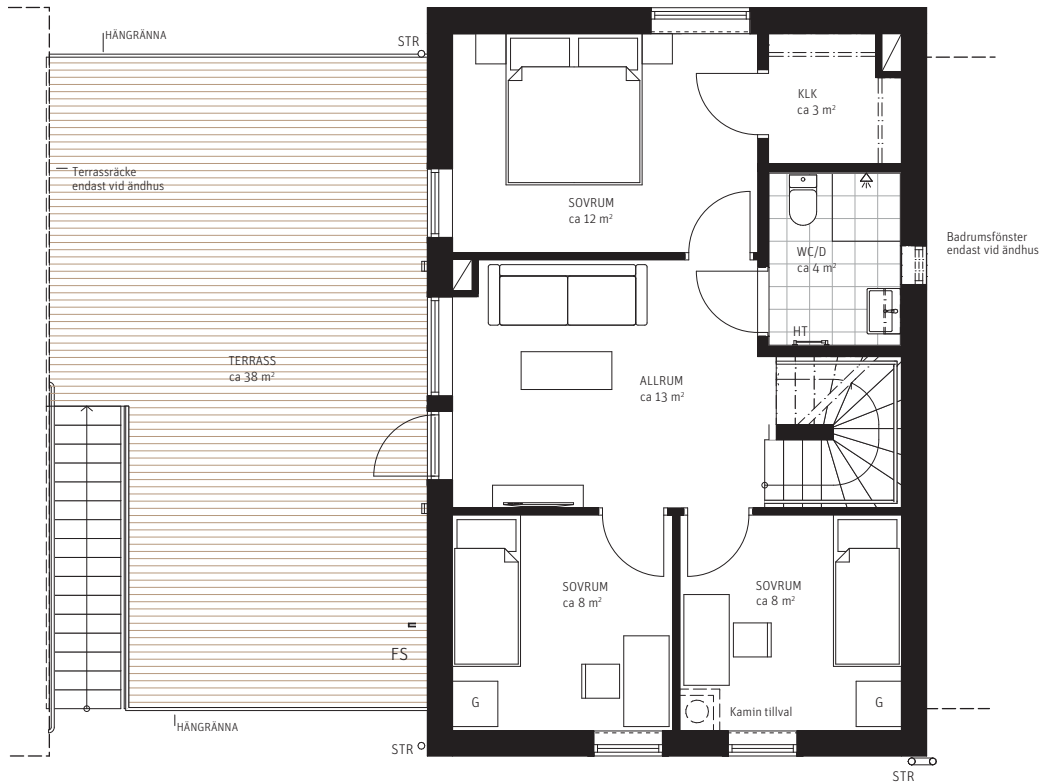 HÄNGRÄNNA
STR
KLK
ca 3 m²
Terrassräcke
endast vid ändhus
SOVRUM
ca 12 m²
WC/D
ca 4 m²
Badrumsfönster
endast vid ändhus
HT
TERRASS
ca 38 m²
ALLRUM
ca 13 m²
SOVRUM
ca 8 m²
SOVRUM
ca 8 m²
FS
G
G
Kamin tillval
HÄNGRÄNNA
STR
STR